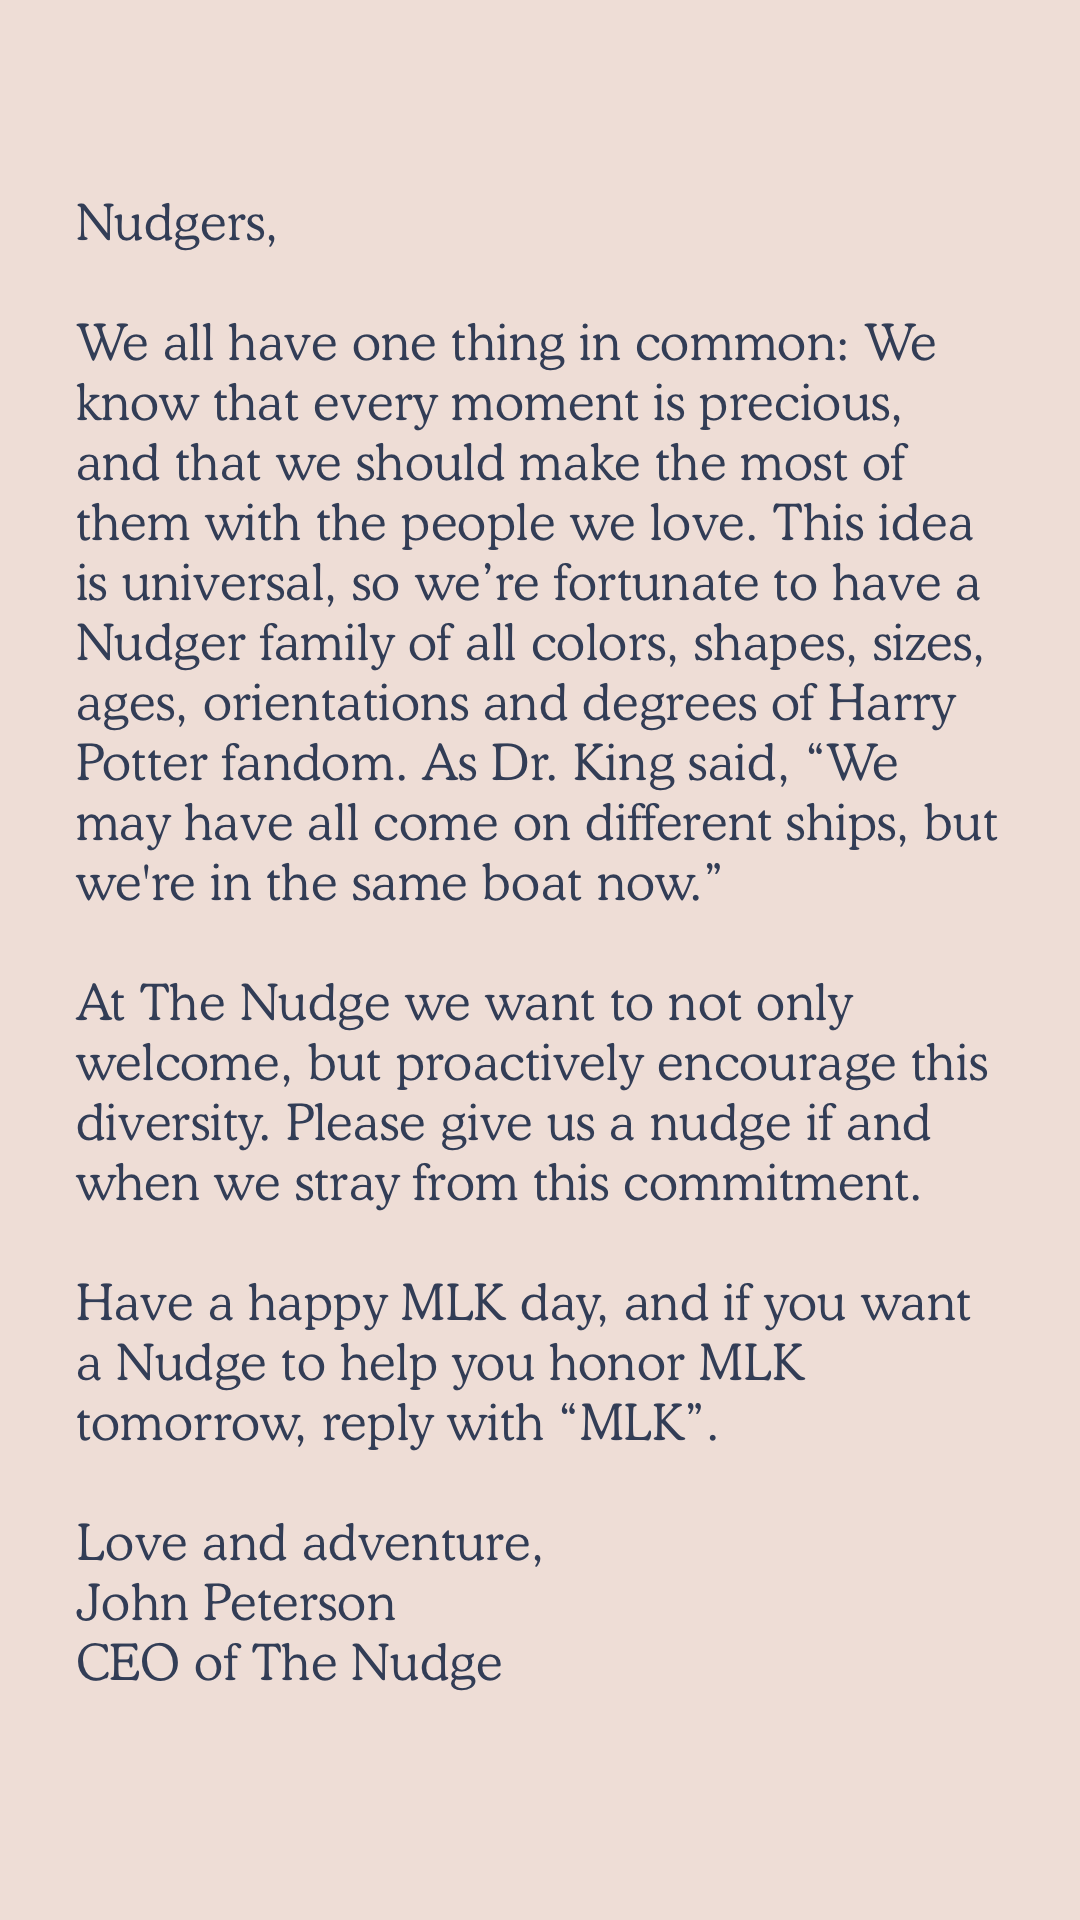 Nudgers,
We all have one thing in common: We
know that every moment is precious,
and that we should make the most of
them with the people we love. This idea
is universal, so we’re fortunate to have a
Nudger family of all colors, shapes, sizes,
ages, orientations and degrees of Harry
Potter fandom. As Dr. King said, “We
may have all come on different ships, but
we're in the same boat now.”
At The Nudge we want to not only
welcome, but proactively encourage this
diversity. Please give us a nudge if and
when we stray from this commitment.
Have a happy MLK day, and if you want
a Nudge to help you honor MLK
tomorrow, reply with “MLK”.
Love and adventure,
John Peterson
CEO of The Nudge